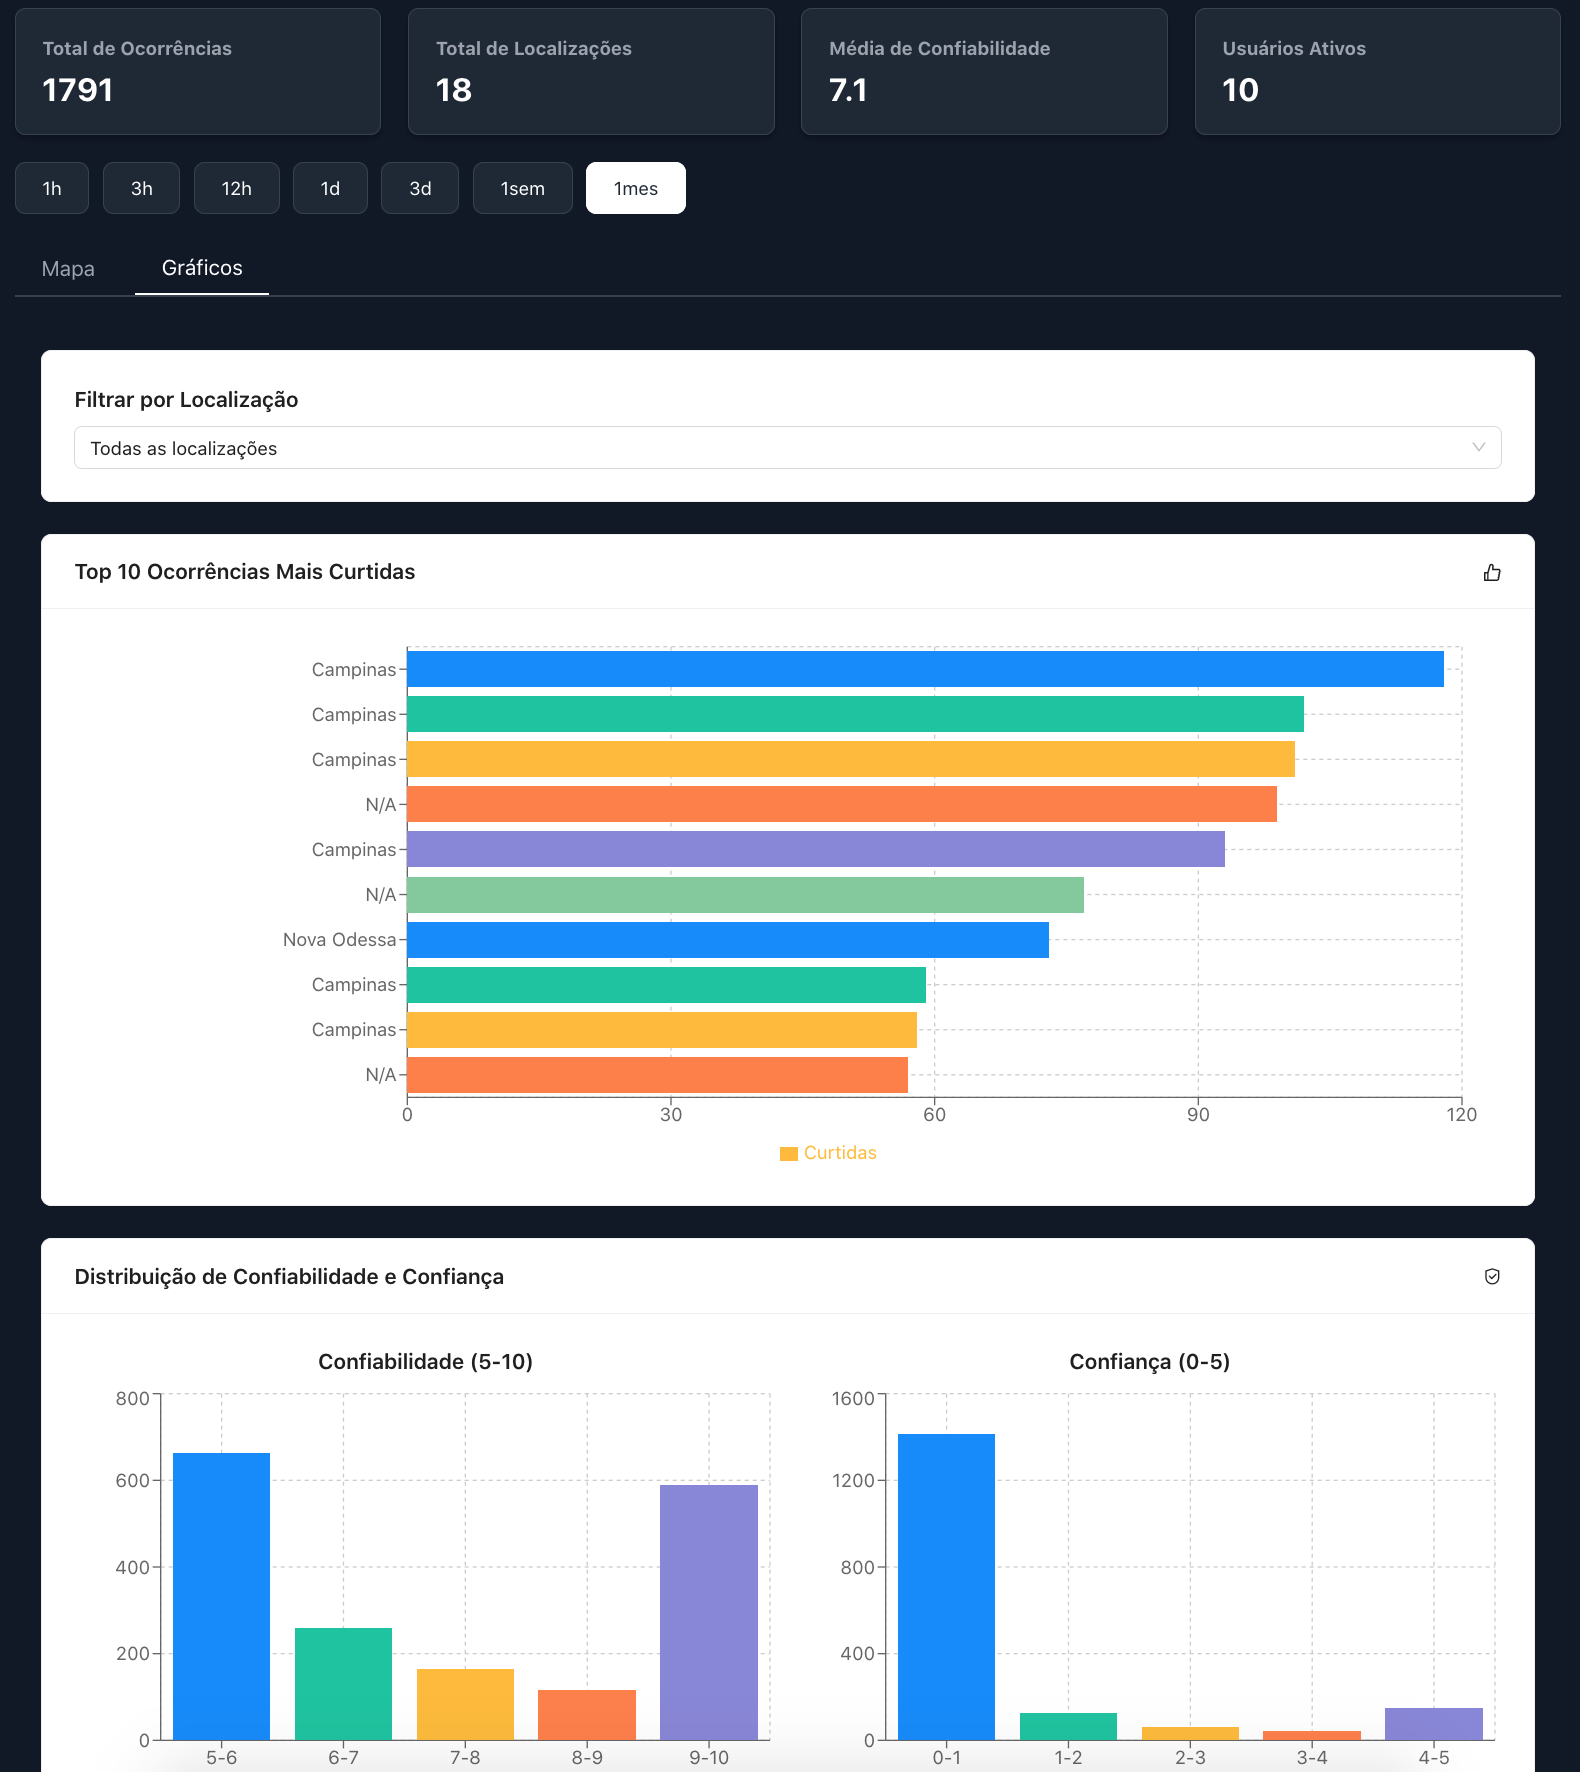 Total de Ocorrências
1791
Total de Localizações
18
Média de Confiabilidade
7.1
Usuários Ativos
10
1h 3h 12h 1d 3d 1sem 1mes
Mapa Gráficos
Filtrar por Localização
Todas as localizações
Top 10 Ocorrências Mais Curtidas
Campinas
Campinas
Campinas
N/A
Campinas
N/A
Nova Odessa
Campinas
Campinas
N/A
0 30 60 90 120
Curtidas
Distribuição de Confiabilidade e Confiança
Confiabilidade (5-10)
800
600
400
200
0
5-6 6-7 7-8 8-9 9-10
Confiança (0-5)
1600
1200
800
400
0
0-1 1-2 2-3 3-4 4-5